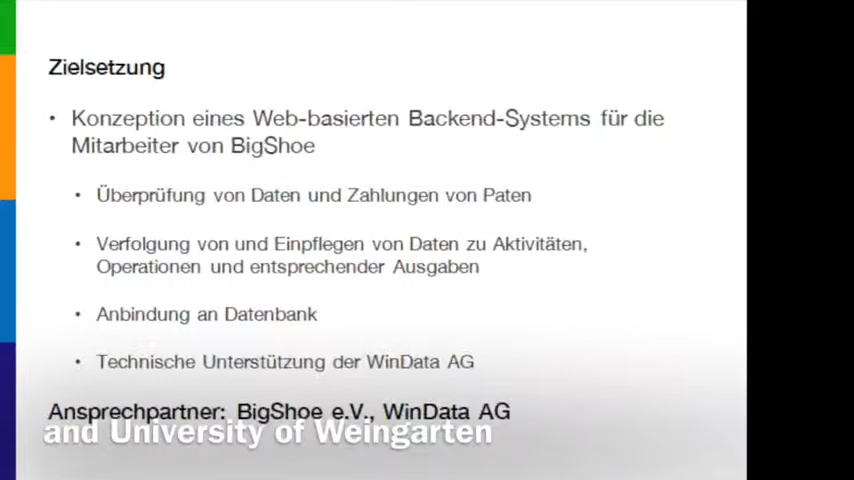 Zielsetzung
• Konzeption eines Web-basierten Backend-Systems für die
Mitarbeiter von BigShoe
• Überprüfung von Daten und Zahlungen von Paten
• Verfolgung von und Einpflegen von Daten zu Aktivitäten,
Operationen und entsprechender Ausgaben
• Anbindung an Datenbank
• Technische Unterstützung der WinData AG
Ansprechpartner: BigShoe e.V., WinData AG
and University of Weingarten